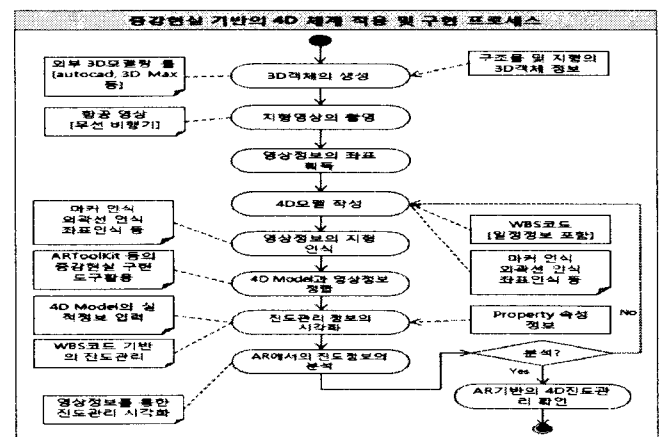 증강현실 기반의 4D 체계 적용 및 구현 프로세스
외부 3D모델링 툴
[autocad, 3D Max
등]
3D객체의 생성
구조물 및 지형의
3D객체 정보
항공 영상
[무선 비행기]
지형영상의 촬영
영상정보의 좌표
획득
4D모델 작성
마커 인식
외곽선 인식
좌표인식 등
WBS코드
[일정정보 포함]
영상정보의 지형
인식
마커 인식
외곽선 인식
좌표인식 등
ARToolKit 등의
증강현실 구현
도구활용
4D Model과 영상정보
정합
No
4D Model의 실
적정보 입력
진도관리 정보의
시각화
Property 속성
정보
WBS코드 기반
의 진도관리
AR에서의 진도정보의
분석
분석?
Yes
영상정보를 통한
진도관리 시각화
AR기반의 4D진도관
리 확인